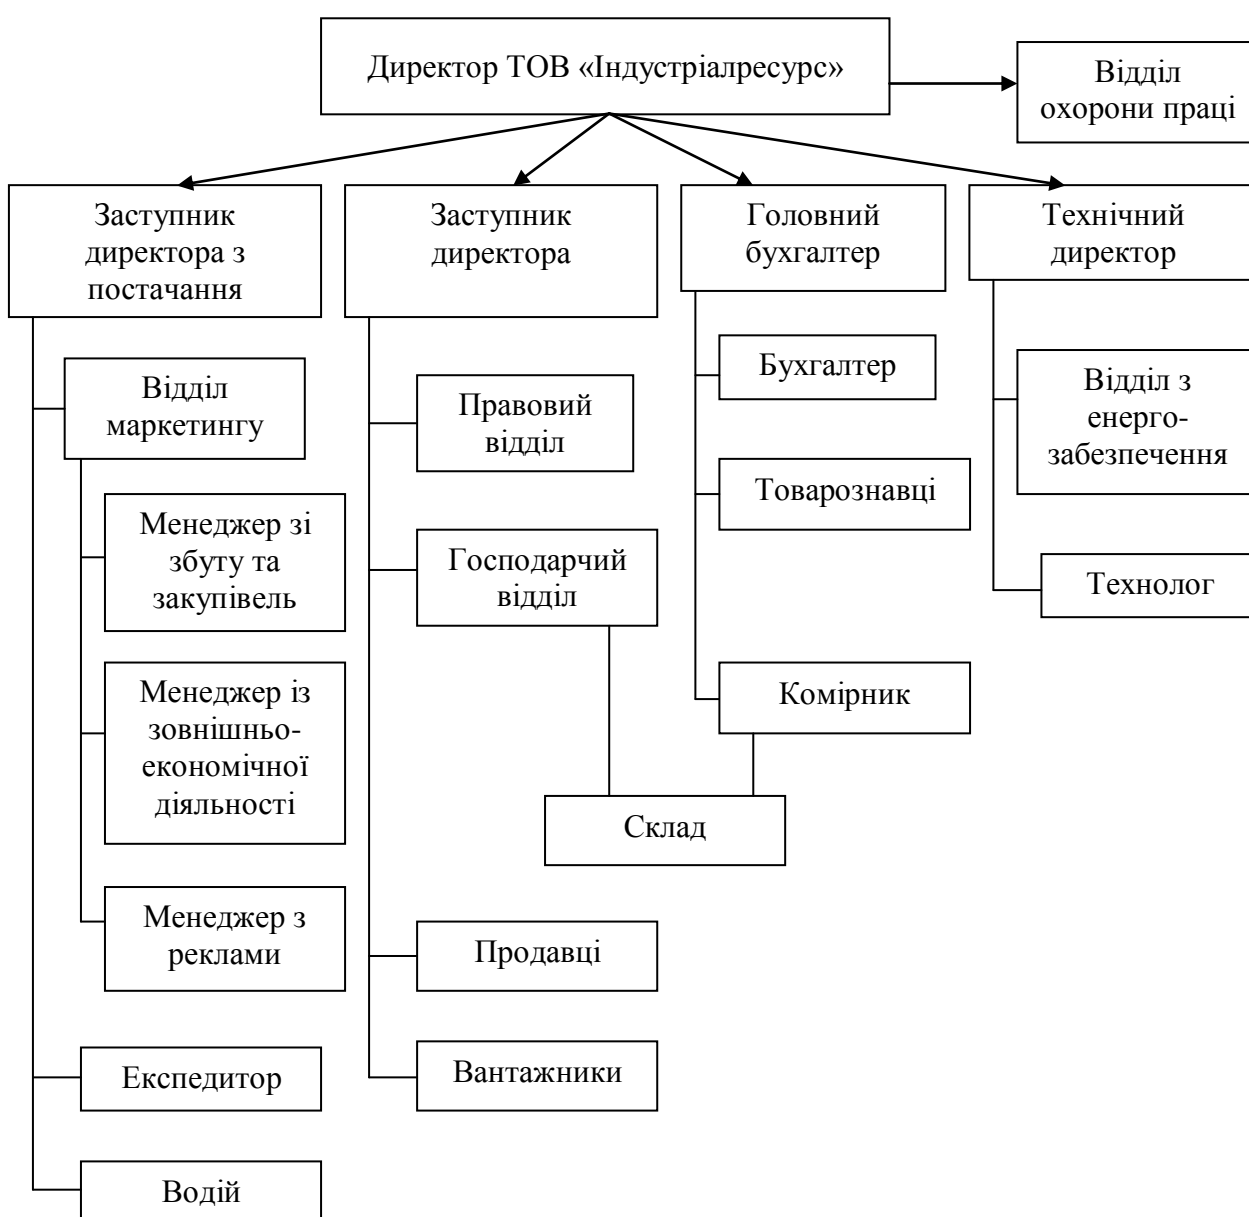 Директор ТОВ «Індустріалресурс»
Відділ
охорони праці
Заступник
директора з
постачання
Заступник
директора
Головний
бухгалтер
Технічний
директор
Відділ
маркетингу
Менеджер зі
збуту та
закупівель
Менеджер із
зовнішньо-
економічної
діяльності
Менеджер з
реклами
Експедитор
Водій
Правовий
відділ
Господарчий
відділ
Склад
Продавці
Вантажники
Бухгалтер
Товарознавці
Комірник
Відділ з
енерго-
забезпечення
Технолог